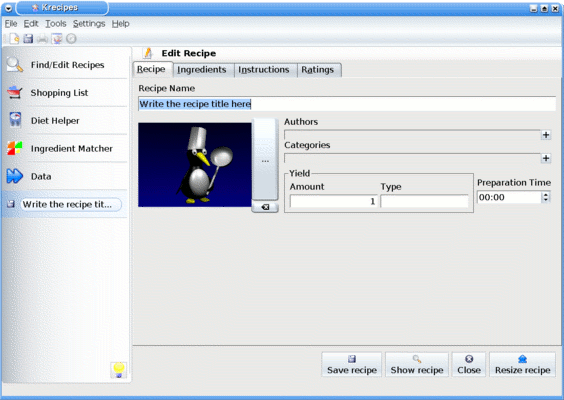 Krecipes
File Edit Tools Settings Help
Edit Recipe
Find/Edit Recipes
Shopping List
Diet Helper
Ingredient Matcher
Data
Write the recipe tit...
Recipe Ingredients Instructions Ratings
Recipe Name
Write the recipe title here
...
Authors
Categories
Yield
Amount Type
1
Preparation Time
00:00
Save recipe Show recipe Close Resize recipe